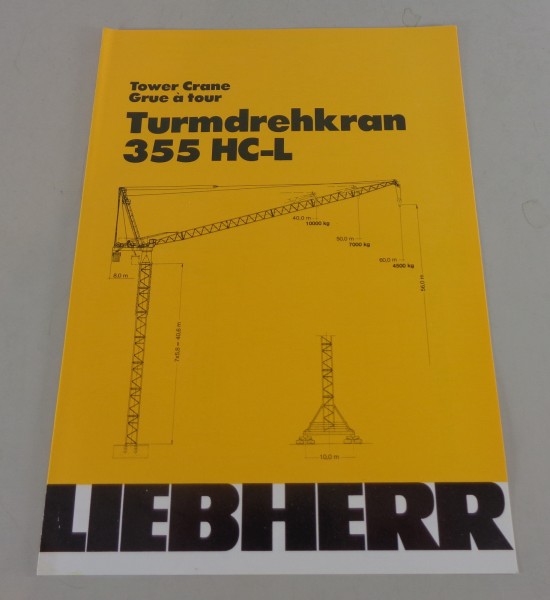 Tower Crane
Grue à tour
Turmdrehkran
355 HC-L
40,0 m
10000 kg
50,0 m
7000 kg
60,0 m
4500 kg
8,0 m
10,0 m
LIEBHERR